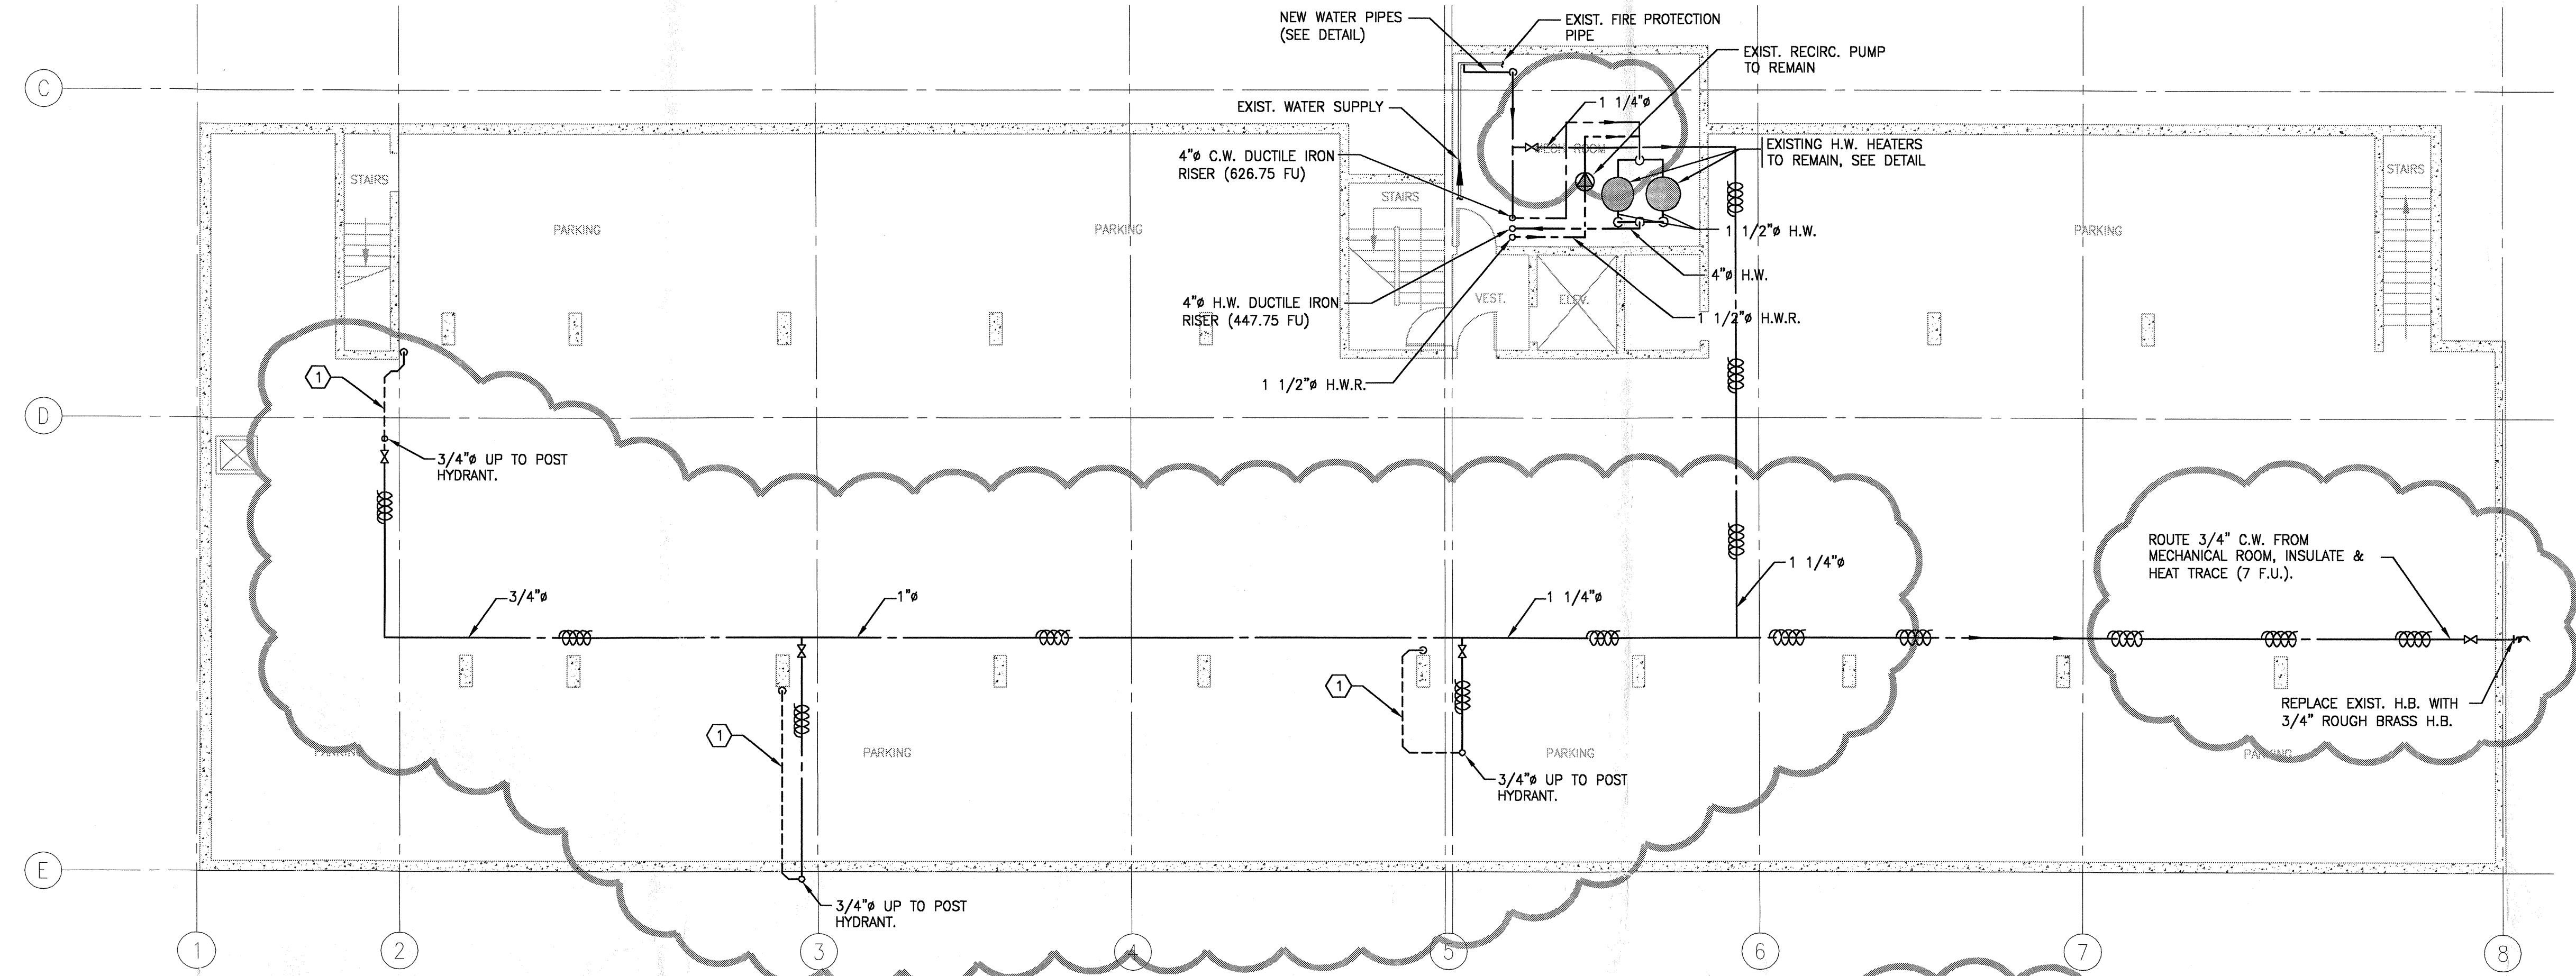 NEW WATER PIPES
(SEE DETAIL)
EXIST. FIRE PROTECTION
PIPE
EXIST. RECIRC. PUMP
TO REMAIN
C
EXIST. WATER SUPPLY
1 1/4"ø
4"ø C.W. DUCTILE IRON
RISER (626.75 FU)
MECH. ROOM
EXISTING H.W. HEATERS
TO REMAIN, SEE DETAIL
STAIRS
STAIRS
STAIRS
PARKING
PARKING
PARKING
1 1/2"ø H.W.
4"ø H.W.
4"ø H.W. DUCTILE IRON
RISER (447.75 FU)
VEST.
ELEV.
1 1/2"ø H.W.R.
1 1/2"ø H.W.R.
1
D
3/4"ø UP TO POST
HYDRANT.
ROUTE 3/4" C.W. FROM
MECHANICAL ROOM, INSULATE &
HEAT TRACE (7 F.U.).
3/4"ø
1"ø
1 1/4"ø
1 1/4"ø
1
1
REPLACE EXIST. H.B. WITH
3/4" ROUGH BRASS H.B.
PARKING
PARKING
PARKING
PARKING
3/4"ø UP TO POST
HYDRANT.
E
3/4"ø UP TO POST
HYDRANT.
1
2
3
4
5
6
7
8